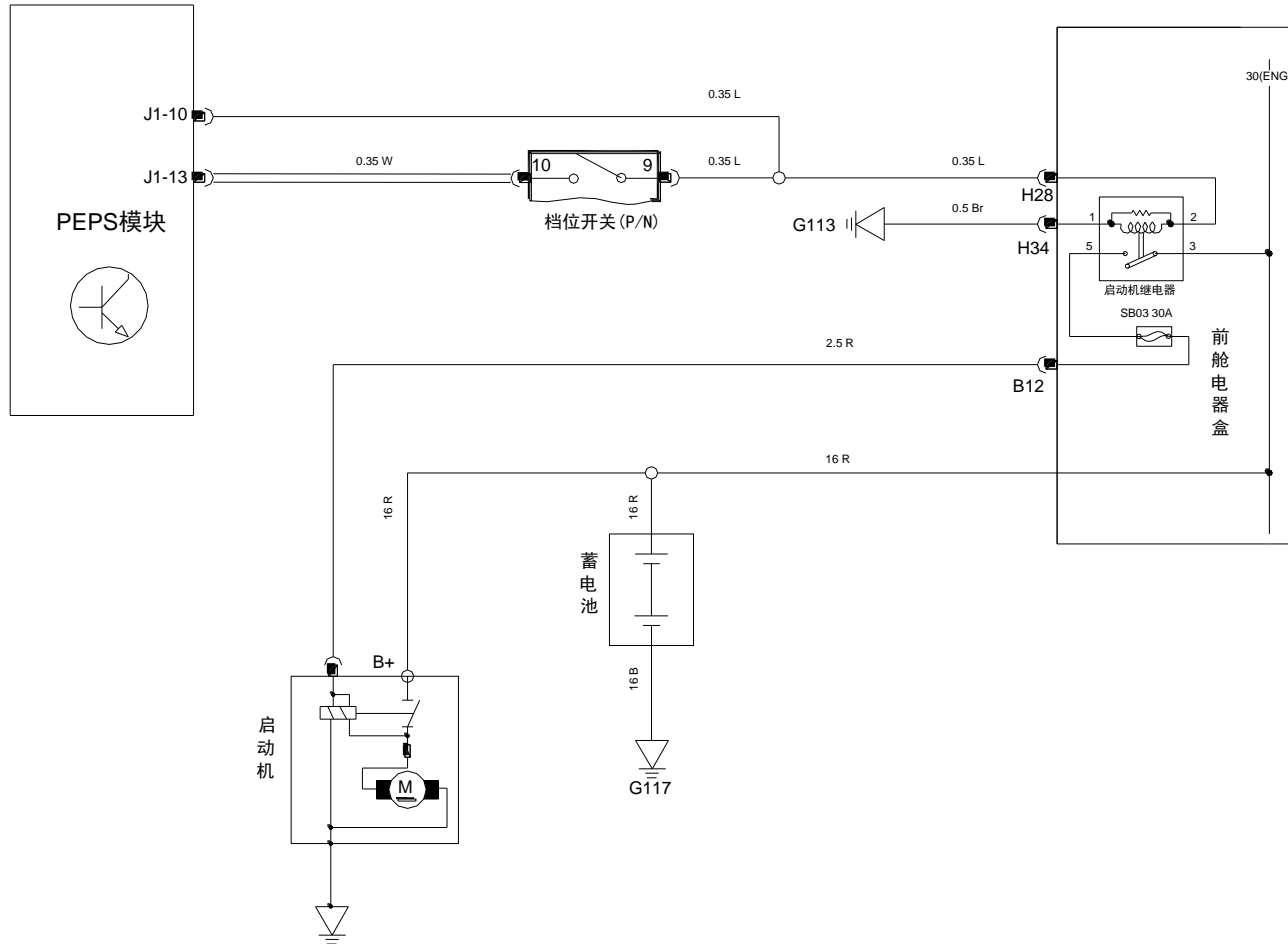 30(ENG
0.35 L
J1-10
J1-13
0.35 W
10
9
0.35 L
0.35 L
H28
PEPS模块
档位开关(P/N)
G113
0.5 Br
H34
1
2
5
3
启动机继电器
SB03 30A
前舱电器盒
2.5 R
B12
16 R
16 R
16 R
蓄电池
16 B
G117
B+
启动机
M